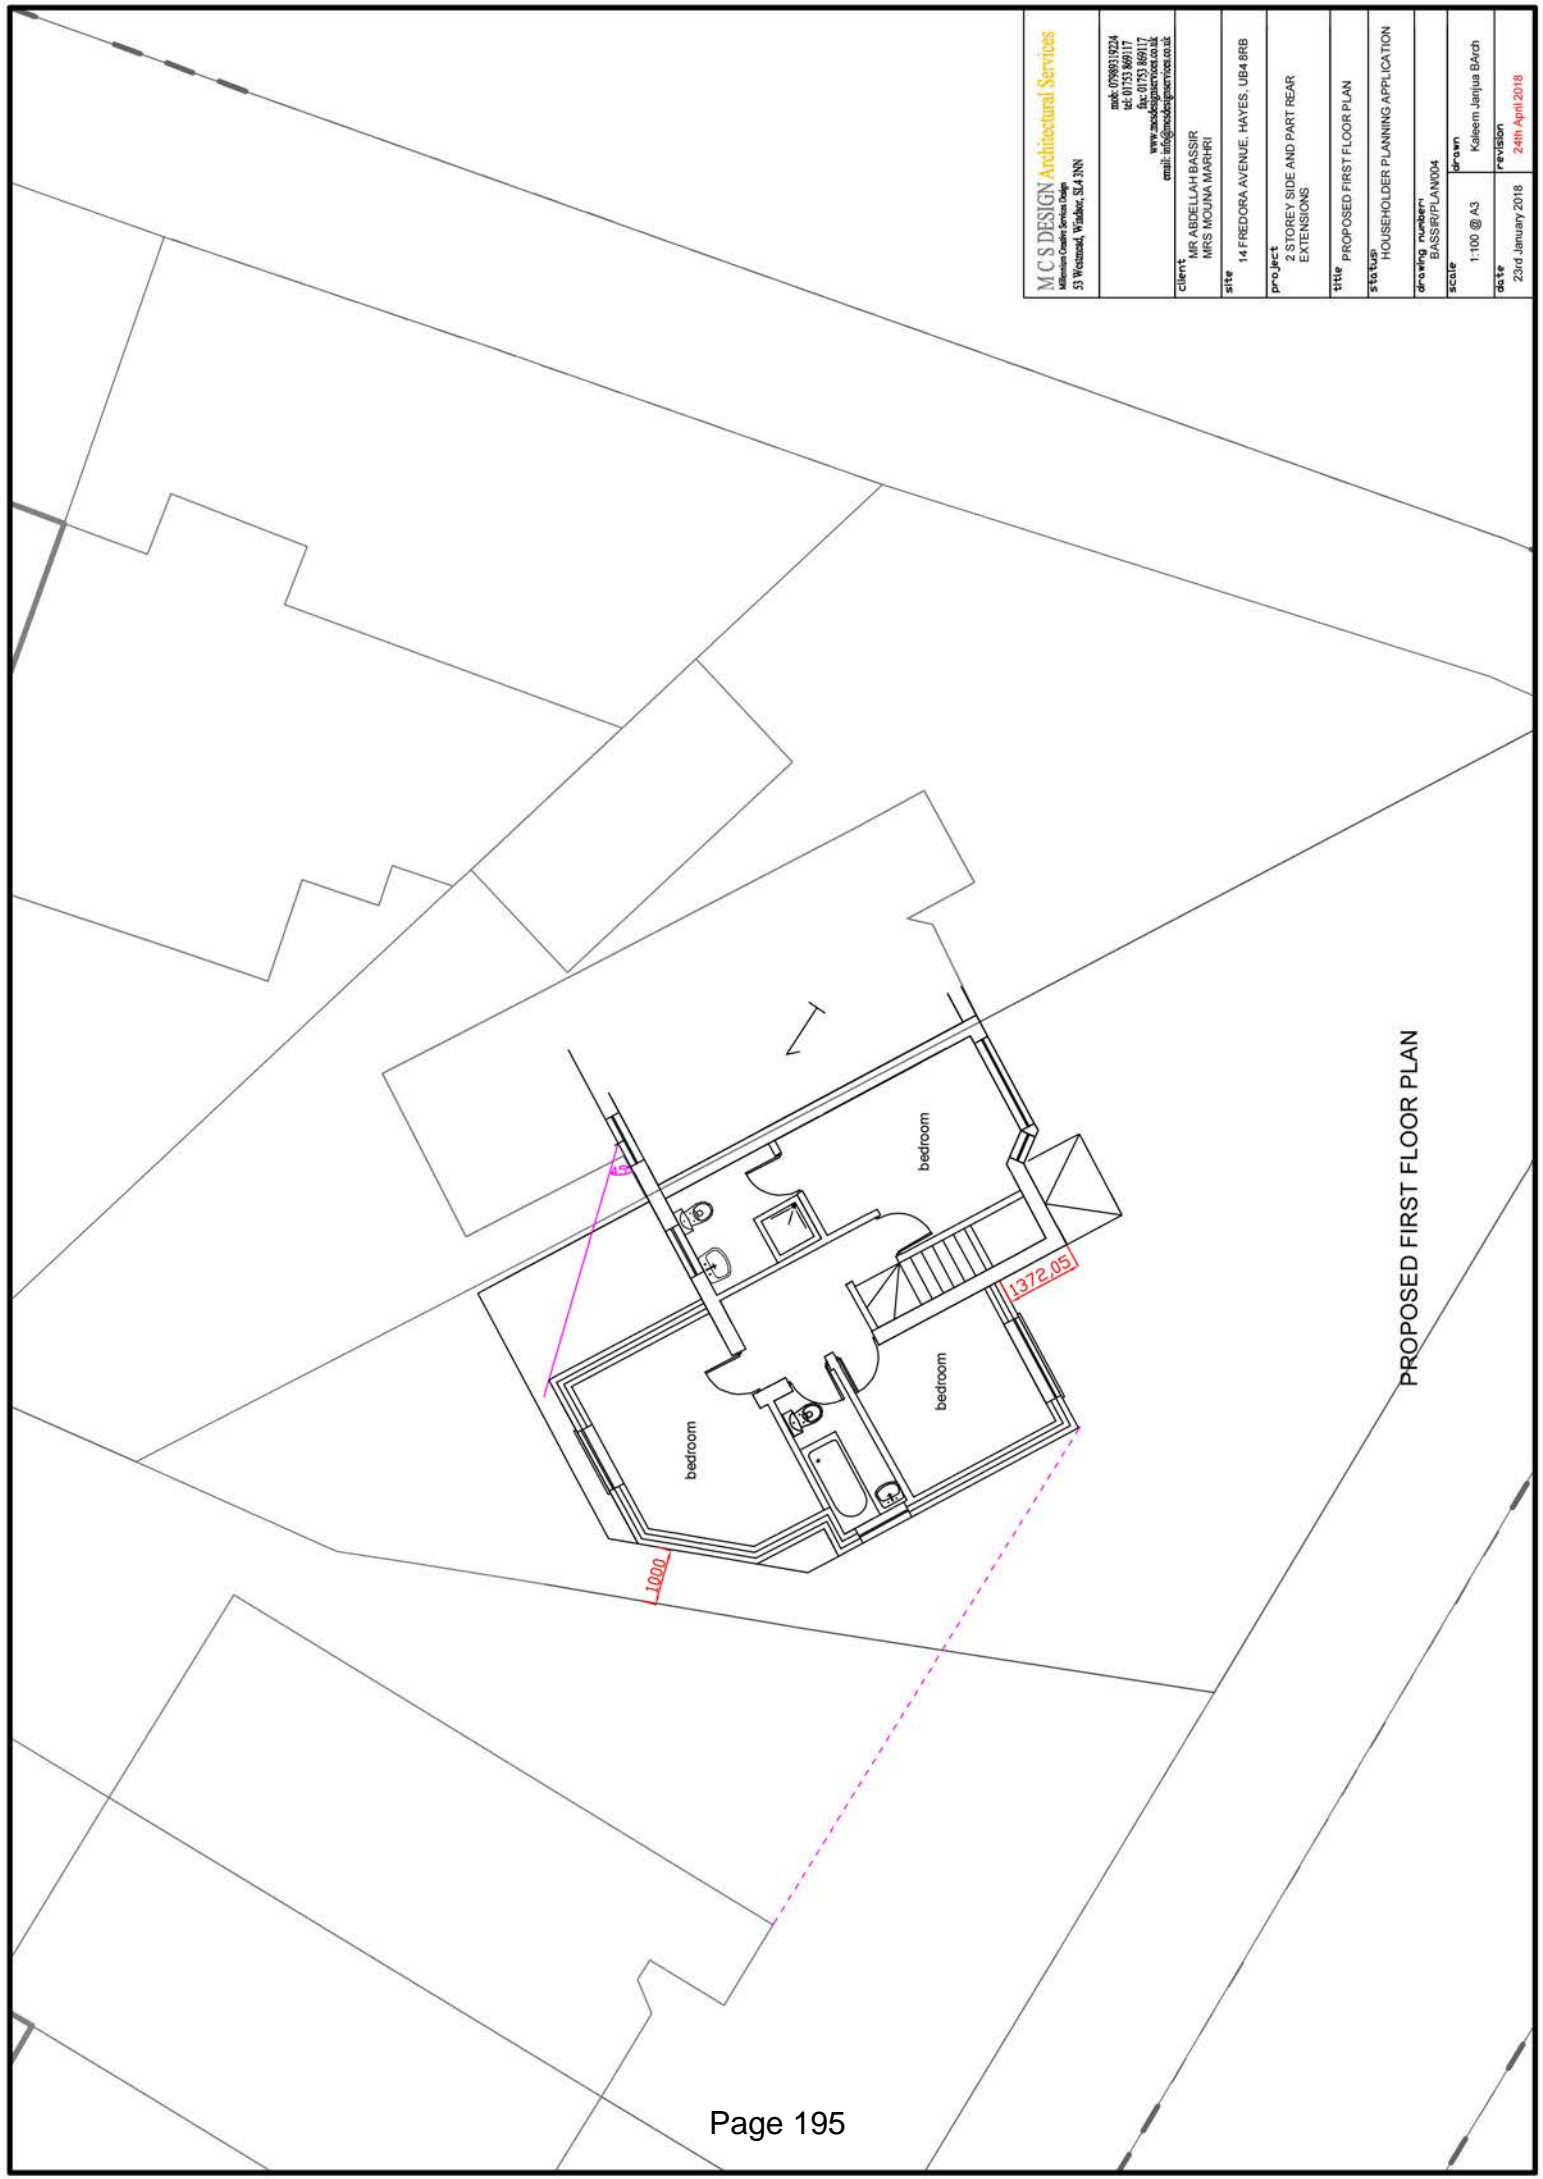 M C S DESIGN Architectural Services
Millennium Creative Services Design
53 Westmead, Windsor, SL4 3NN
mob: 07989319224
tel: 01753 869117
fax: 01753 869117
www.mcsdesignservices.co.uk
email: info@mcsdesignservices.co.uk
client
MR ABDELLAH BASSIR
MRS MOUNA MARHRI
site
14 FREDORA AVENUE, HAYES, UB4 8RB
project
2 STOREY SIDE AND PART REAR
EXTENSIONS
title
PROPOSED FIRST FLOOR PLAN
status:
HOUSEHOLDER PLANNING APPLICATION
drawing number:
BASSIR/PLAN/004
scale
1:100 @ A3
drawn
Kaleem Janjua BArch
date
23rd January 2018
revision
24th April 2018
45°
bedroom
bedroom
bedroom
1372,05
1000
PROPOSED FIRST FLOOR PLAN
Page 195